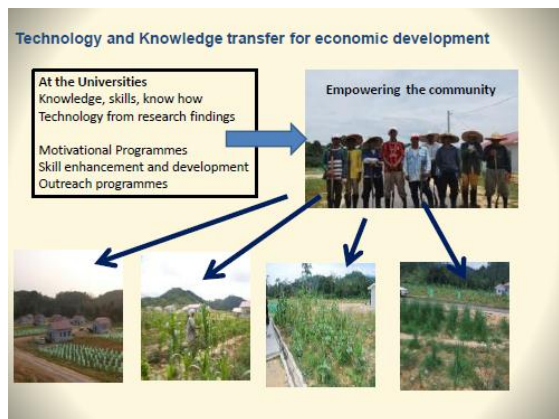 Technology and Knowledge transfer for economic development
At the Universities
Knowledge, skills, know how
Technology from research findings
Motivational Programmes
Skill enhancement and development
Outreach programmes
Empowering the community